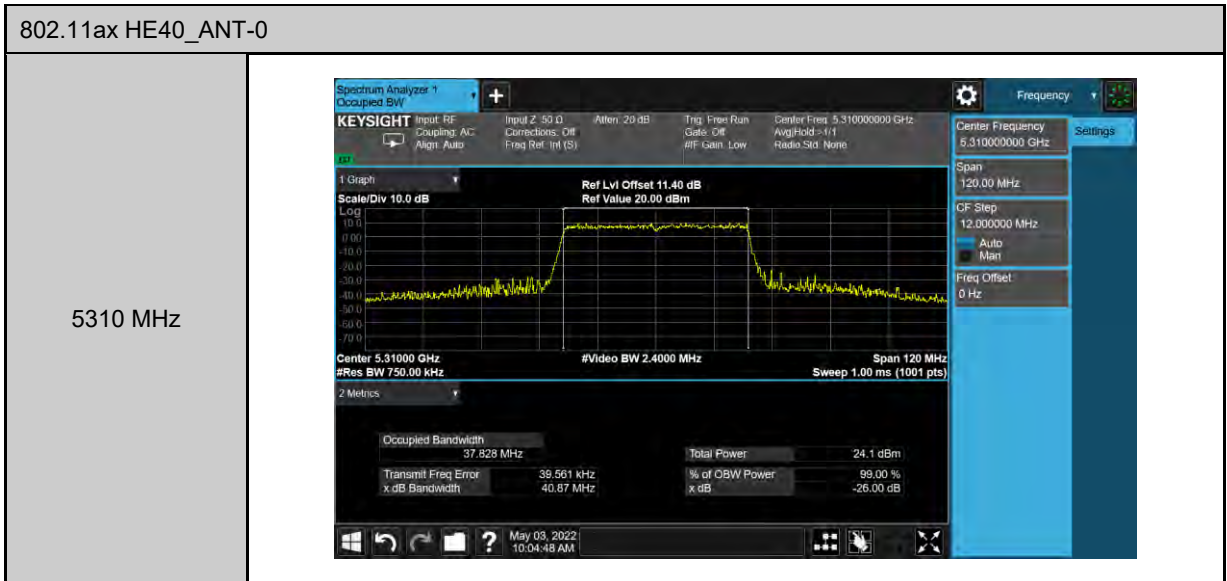 802.11ax HE40_ANT-0
5310 MHz
Spectrum Analyzer 1
Occupied BW
Frequency
KEYSIGHT
Input: RF
Coupling: AC
Align: Auto
Input Z: 50 Ω
Corrections: Off
Freq Ref: Int (S)
Atten: 20 dB
Trig: Free Run
Gate: Off
#IF Gain: Low
Center Freq: 5.310000000 GHz
Avg|Hold:>1/1
Radio Std: None
1 Graph
Scale/Div 10.0 dB
Ref Lvl Offset 11.40 dB
Ref Value 20.00 dBm
Log
10.0
0.00
-10.0
-20.0
-30.0
-40.0
-50.0
-60.0
-70.0
Center 5.31000 GHz
#Res BW 750.00 kHz
#Video BW 2.4000 MHz
Span 120 MHz
Sweep 1.00 ms (1001 pts)
2 Metrics
Occupied Bandwidth
37.828 MHz
Total Power 24.1 dBm
Transmit Freq Error 39.561 kHz
% of OBW Power 99.00 %
x dB Bandwidth 40.87 MHz
x dB -26.00 dB
May 03, 2022
10:04:48 AM
Center Frequency
5.310000000 GHz
Settings
Span
120.00 MHz
CF Step
12.000000 MHz
Auto
Man
Freq Offset
0 Hz